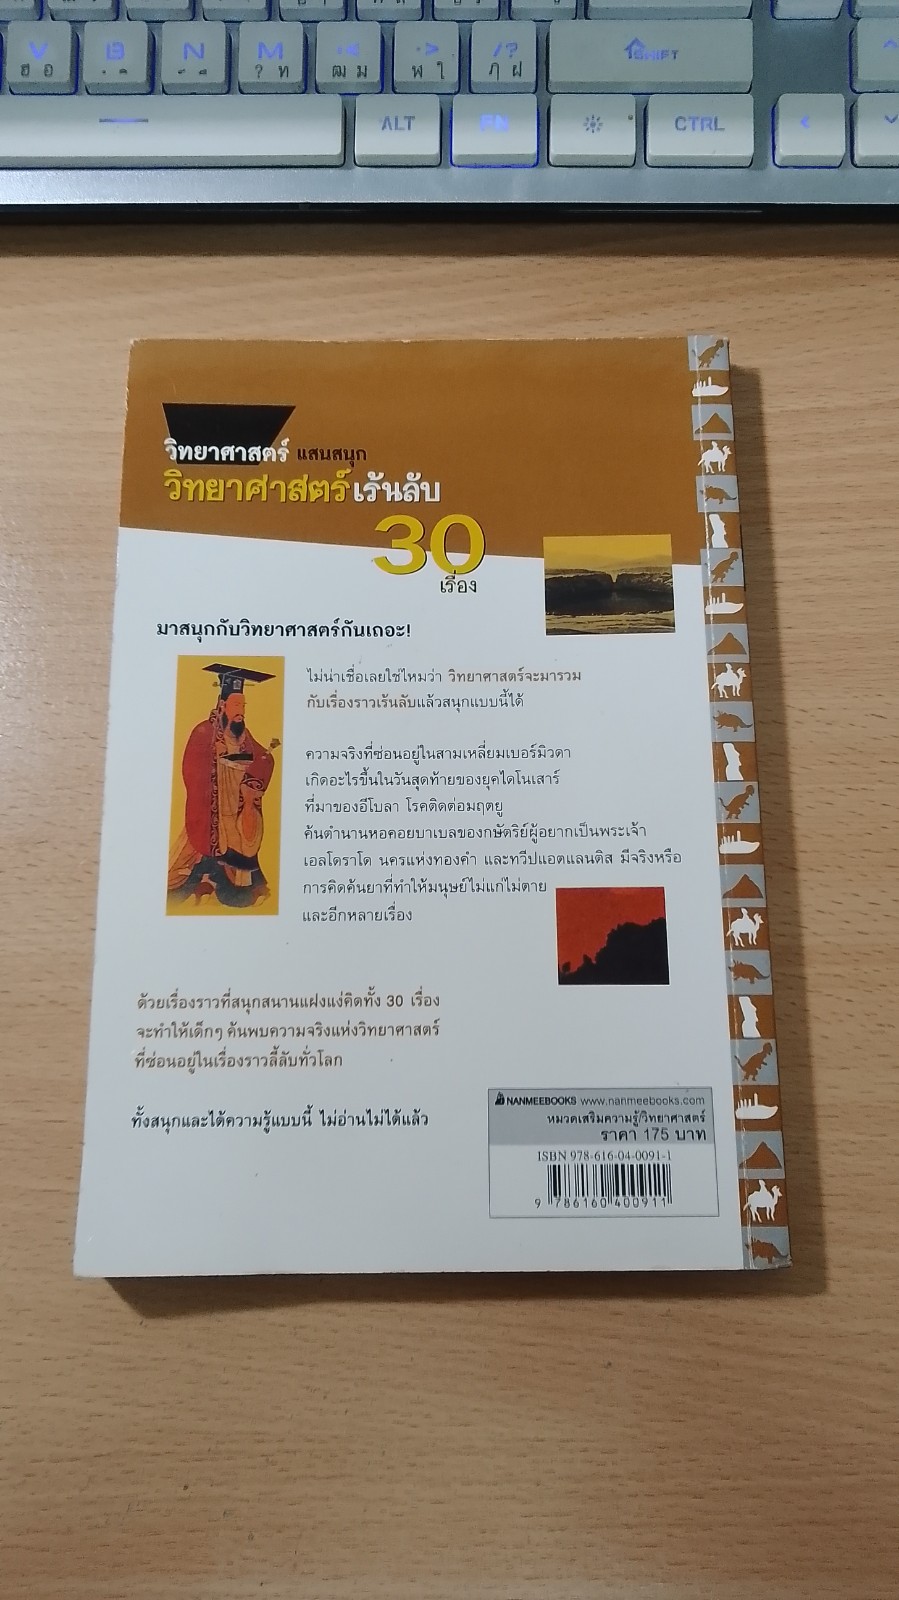 V
B
N
M
/?
SHIFT
ฮ อ
? ท
ฒ ม
ฬ ใ
ฦ ฝ
ALT
FN
CTRL
วิทยาศาสตร์ แสนสนุก
วิทยาศาสตร์เร้นลับ
30
เรื่อง
มาสนุกกับวิทยาศาสตร์กันเถอะ!
ไม่น่าเชื่อเลยใช่ไหมว่า วิทยาศาสตร์จะมารวม
กับเรื่องราวเร้นลับแล้วสนุกแบบนี้ได้
ความจริงที่ซ่อนอยู่ในสามเหลี่ยมเบอร์มิวดา
เกิดอะไรขึ้นในวันสุดท้ายของยุคไดโนเสาร์
ที่มาของอีโบลา โรคติดต่อมฤตยู
ค้นตำนานหอคอยบาเบลของกษัตริย์ผู้อยากเป็นพระเจ้า
เอลโดราโด นครแห่งทองคำ และทวีปแอตแลนติส มีจริงหรือ
การคิดค้นยาที่ทำให้มนุษย์ไม่แก่ไม่ตาย
และอีกหลายเรื่อง
ด้วยเรื่องราวที่สนุกสนานแฝงแง่คิดทั้ง 30 เรื่อง
จะทำให้เด็กๆ ค้นพบความจริงแห่งวิทยาศาสตร์
ที่ซ่อนอยู่ในเรื่องราวลี้ลับทั่วโลก
ทั้งสนุกและได้ความรู้แบบนี้ ไม่อ่านไม่ได้แล้ว
NANMEEBOOKS www.nanmeebooks.com
หมวดเสริมความรู้/วิทยาศาสตร์
ราคา 175 บาท
ISBN 978-616-04-0091-1
9 786160 400911